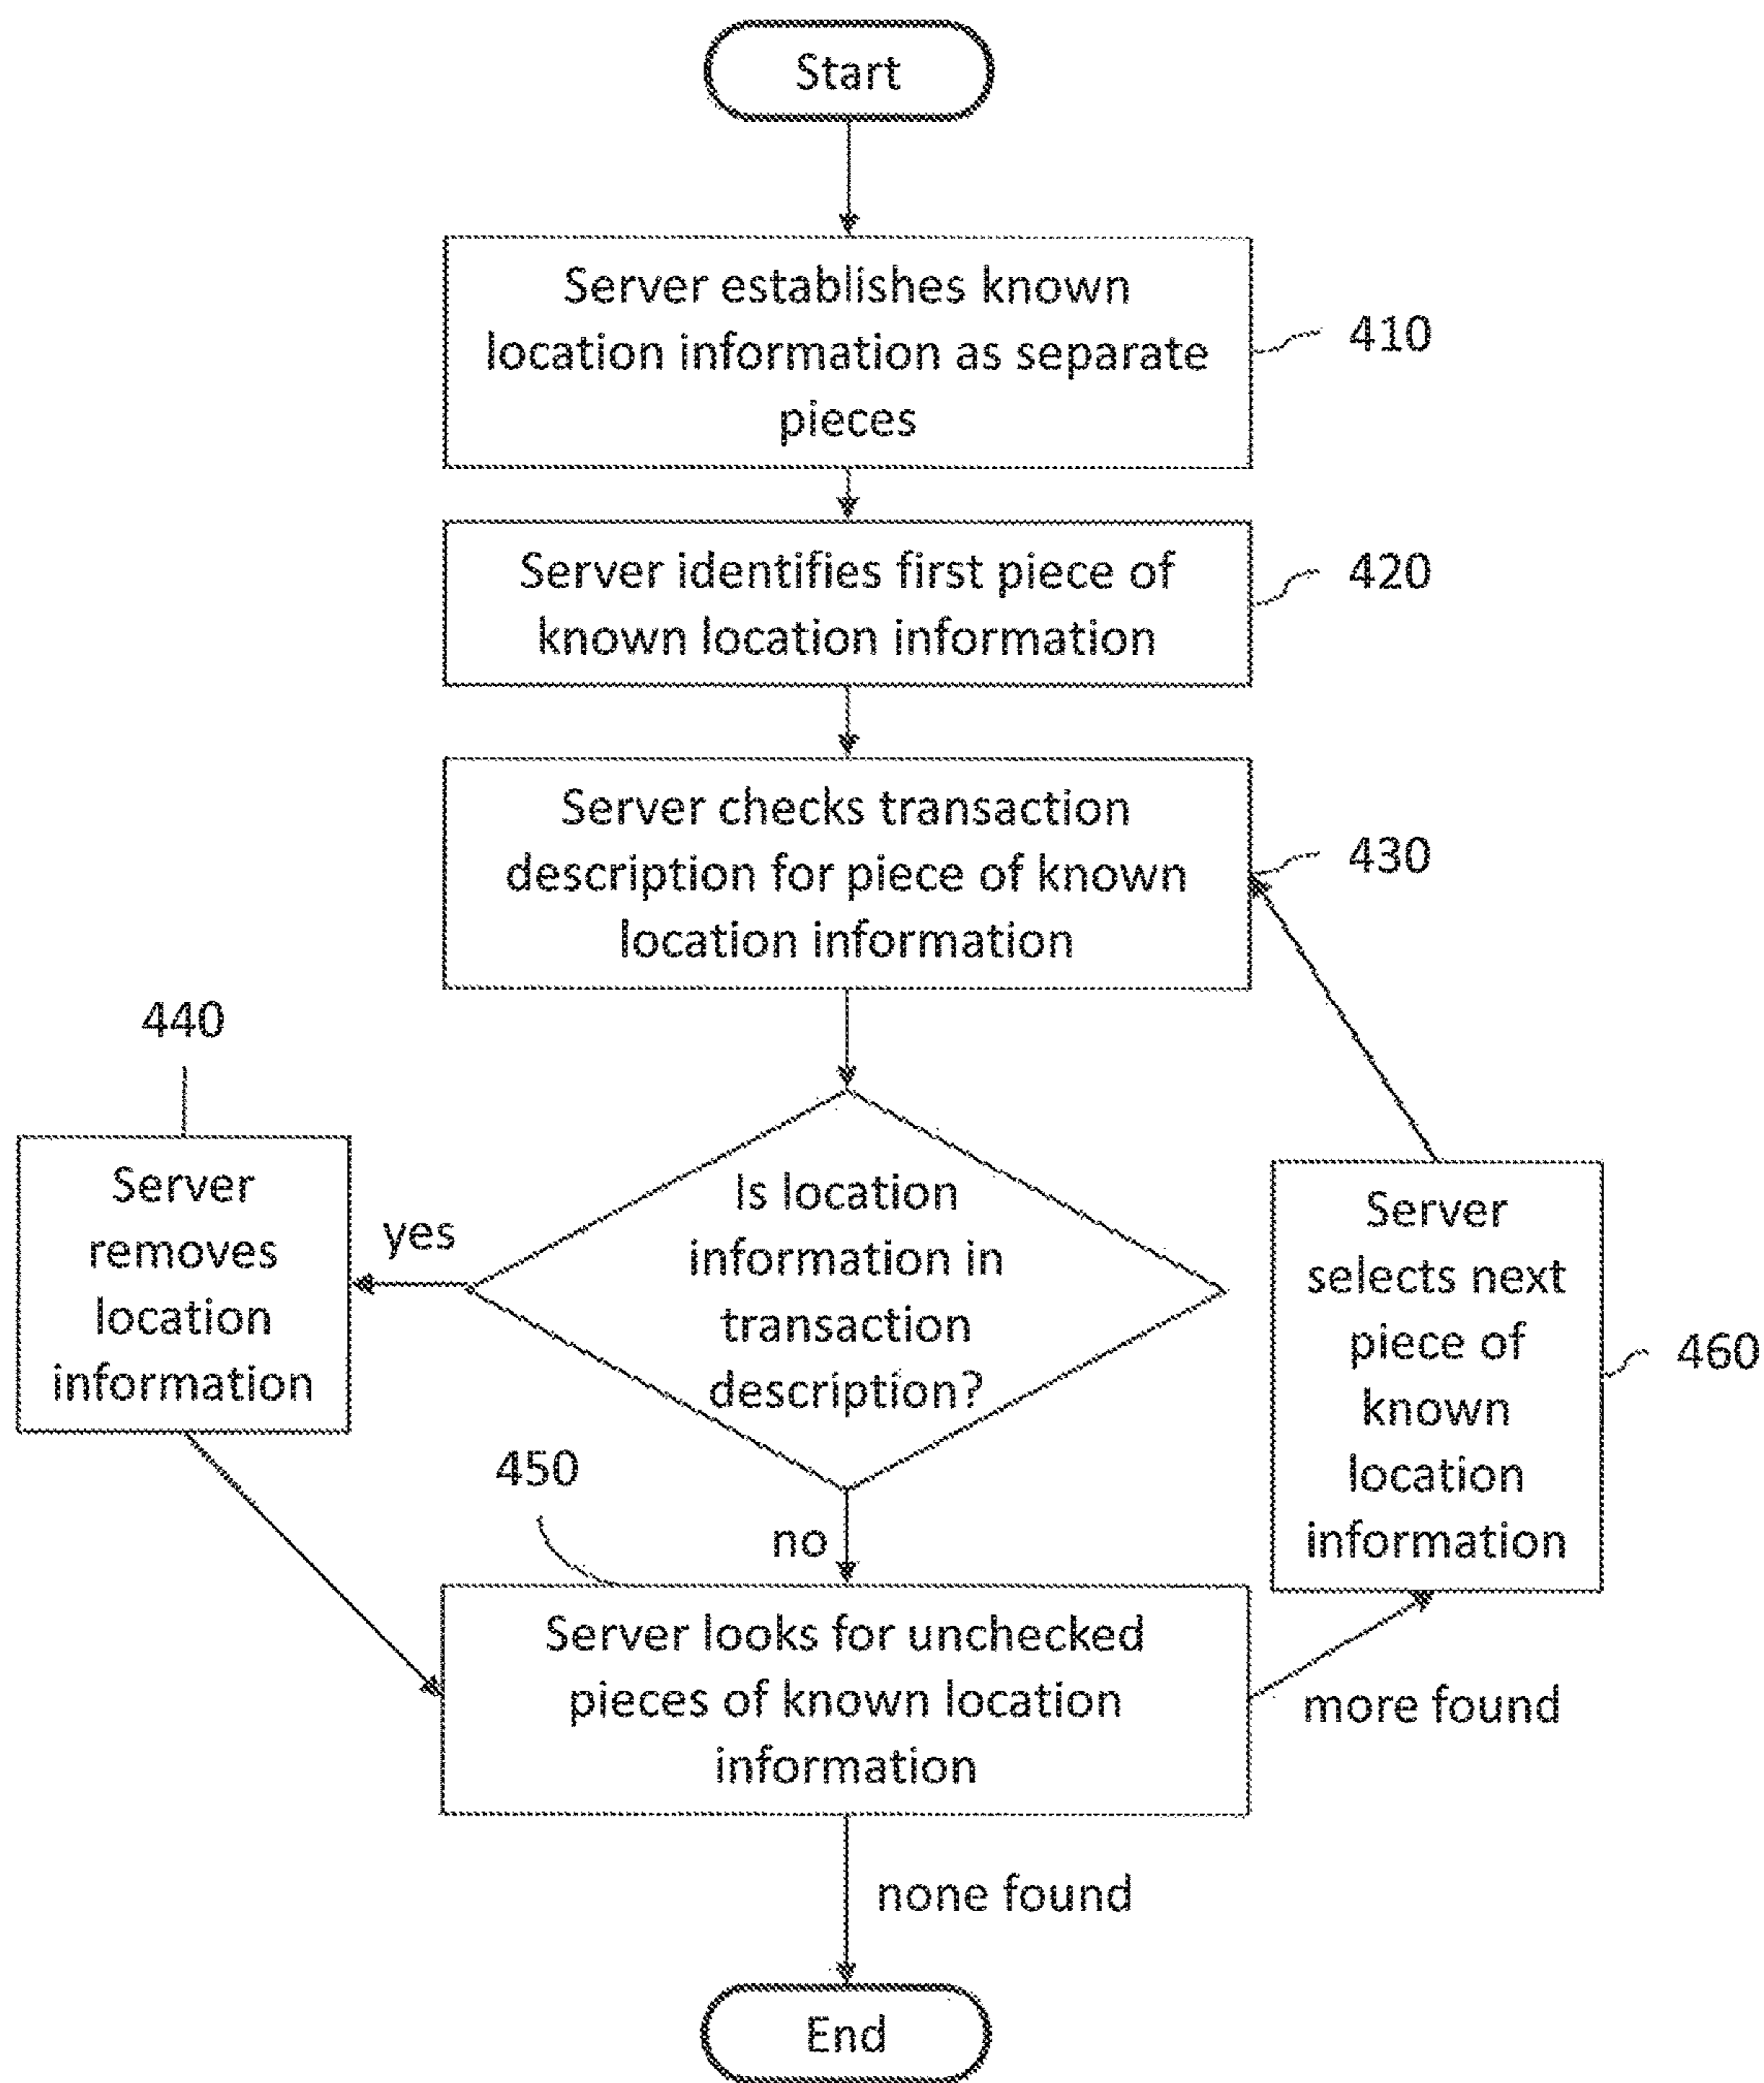 Start
Server establishes known
location information as separate
pieces
410
Server identifies first piece of
known location information
420
Server checks transaction
description for piece of known
location information
430
440
Server
removes
location
information
yes
Is location
information in
transaction
description?
Server
selects next
piece of
known
location
information
460
450
no
Server looks for unchecked
pieces of known location
information
more found
none found
End